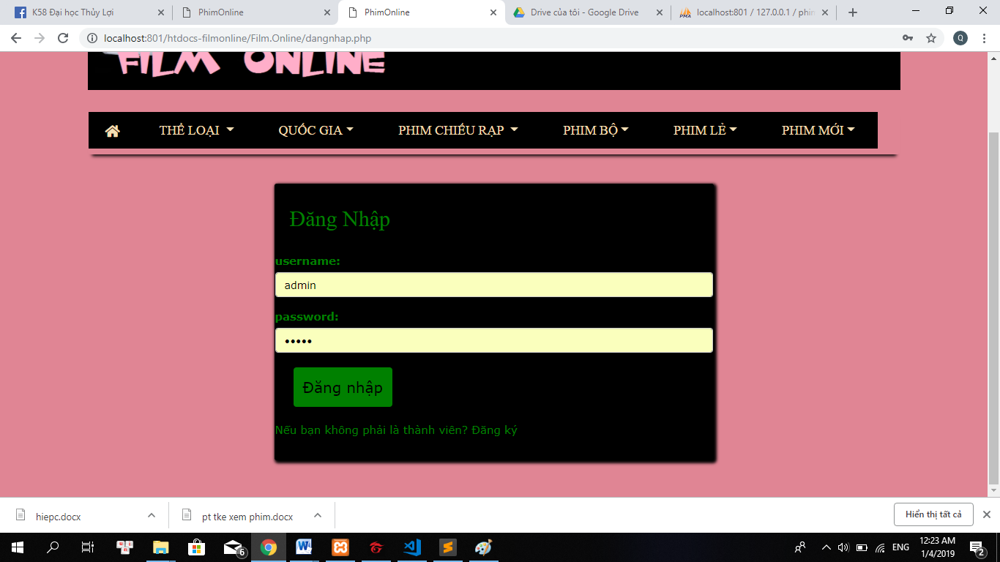 K58 Đại học Thủy Lợi
PhimOnline
PhimOnline
Drive của tôi - Google Drive
localhost:801 / 127.0.0.1 / phim
localhost:801/htdocs-filmonline/Film.Online/dangnhap.php
Q
FILM ONLINE
THỂ LOẠI
QUỐC GIA
PHIM CHIẾU RẠP
PHIM BỘ
PHIM LẺ
PHIM MỚI
Đăng Nhập
username:
admin
password:
•••••
Đăng nhập
Nếu bạn không phải là thành viên? Đăng ký
hiepc.docx
pt tke xem phim.docx
Hiển thị tất cả
6
ENG
12:23 AM
1/4/2019
2